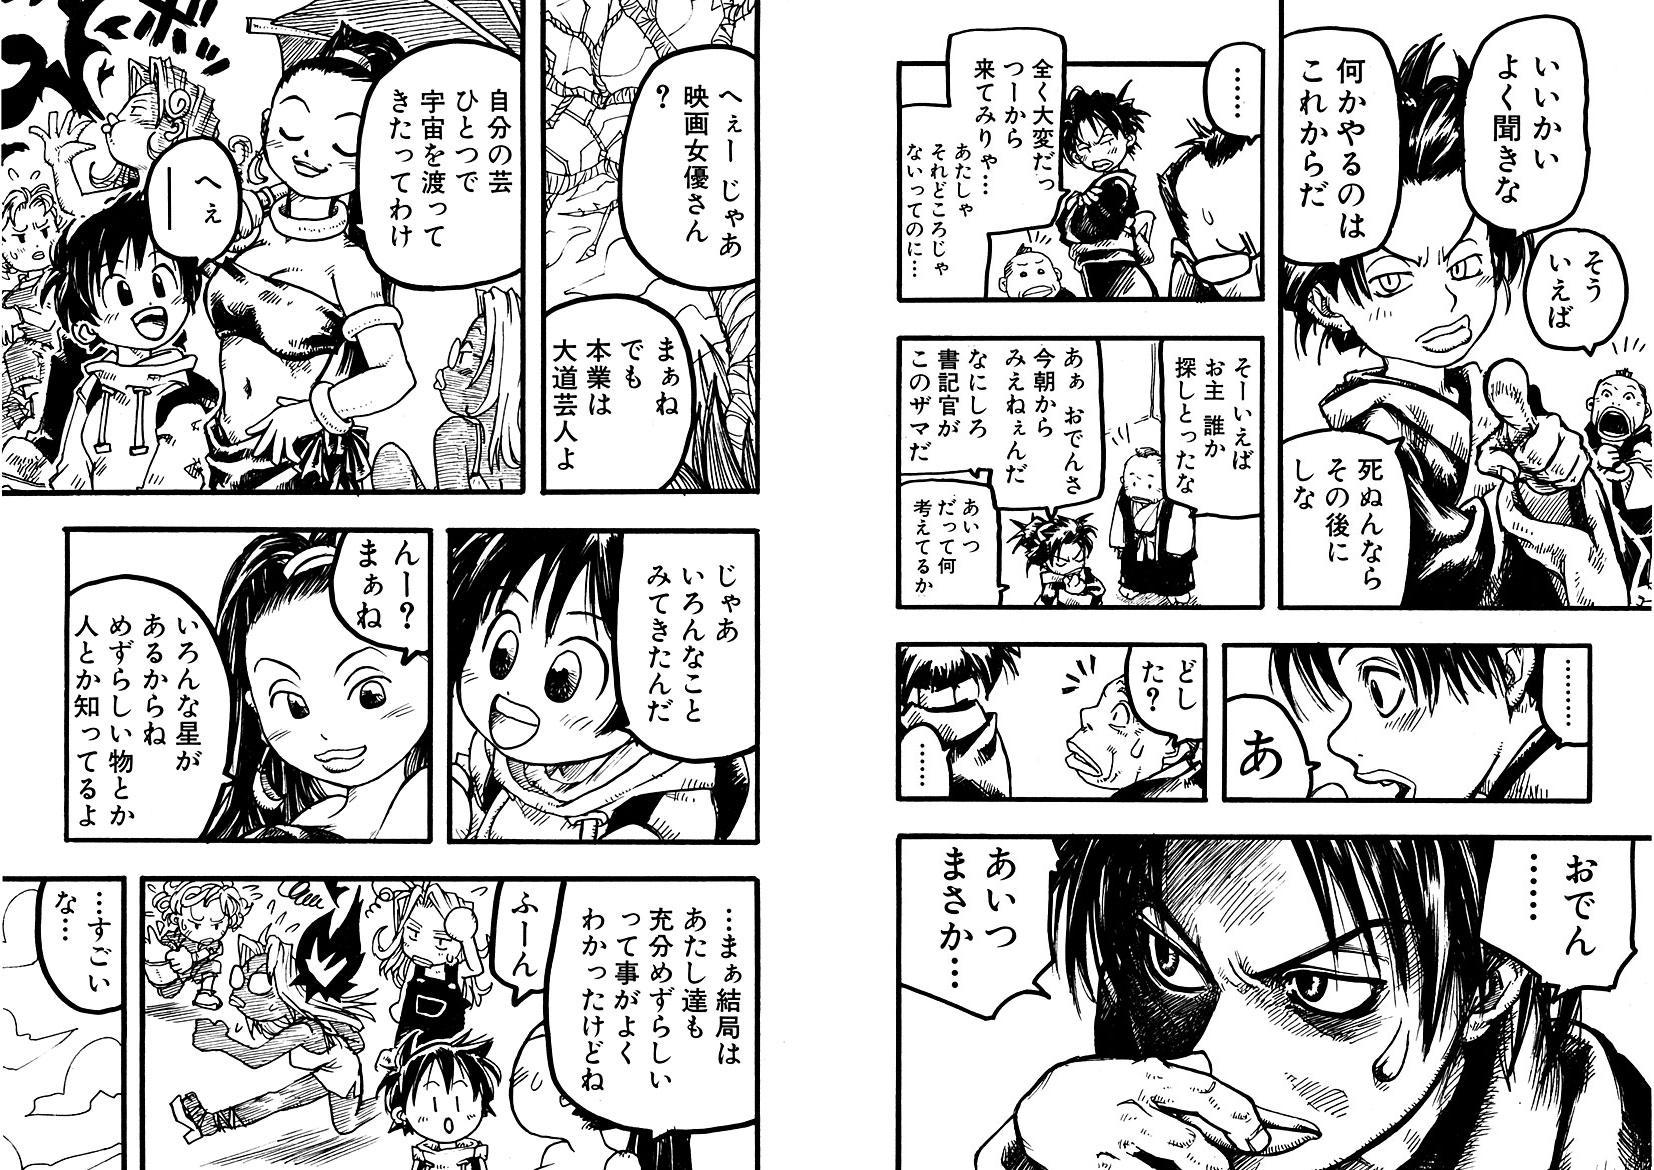 いいかい
よく聞きな
何かやるのは
これからだ
そう
いえば
死ぬんなら
その後に
しな
……
全く大変だっ
つーから
来てみりゃ…
あたしゃ
それどころじゃ
ないってのに…
そーいえば
お主 誰か
探しとったな
あぁ おでんさ
今朝から
みえねぇんだ
なにしろ
書記官が
このザマだ
あいつ
だって何
考えてるか
………
あ
どし
た?
……
おでん
……
あいつ
まさか…
へぇー じゃあ
映画女優さん
?
まぁね
でも
本業は
大道芸人よ
自分の芸
ひとつで
宇宙を渡って
きたってわけ
へぇ
ー
ボッ
じゃあ
いろんなこと
みてきたんだ
んー?
まぁね
いろんな星が
あるからね
めずらしい物とか
人とか知ってるよ
…まぁ結局は
あたし達も
充分めずらしい
って事がよく
わかったけどね
ふーん
…すごい
な…